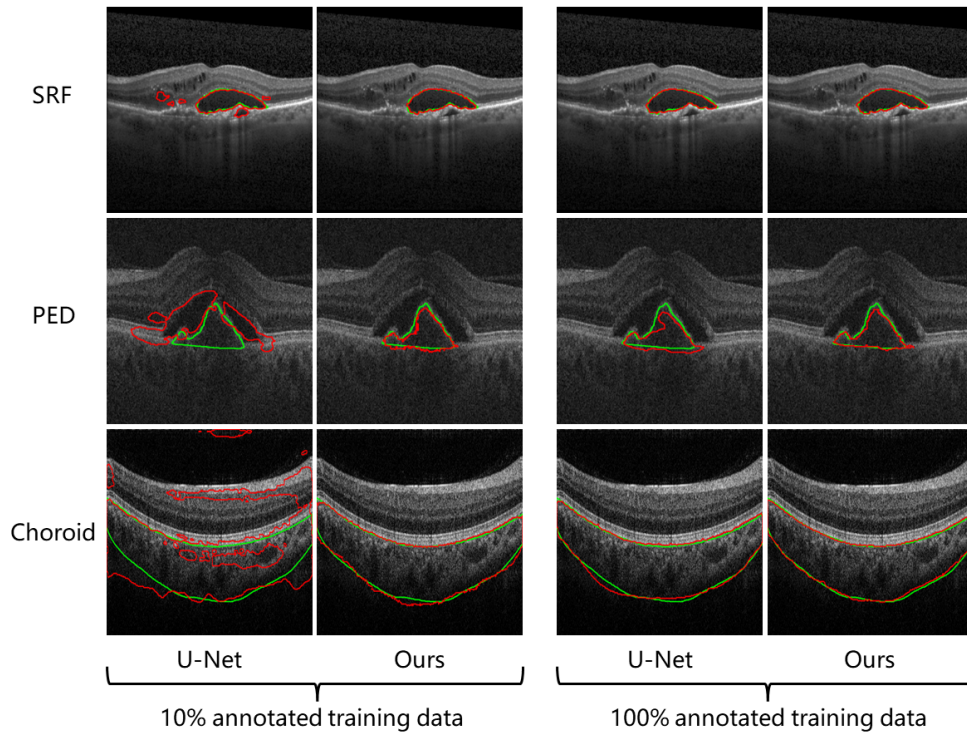 SRF
PED
Choroid
U-Net Ours U-Net Ours
10% annotated training data 100% annotated training data